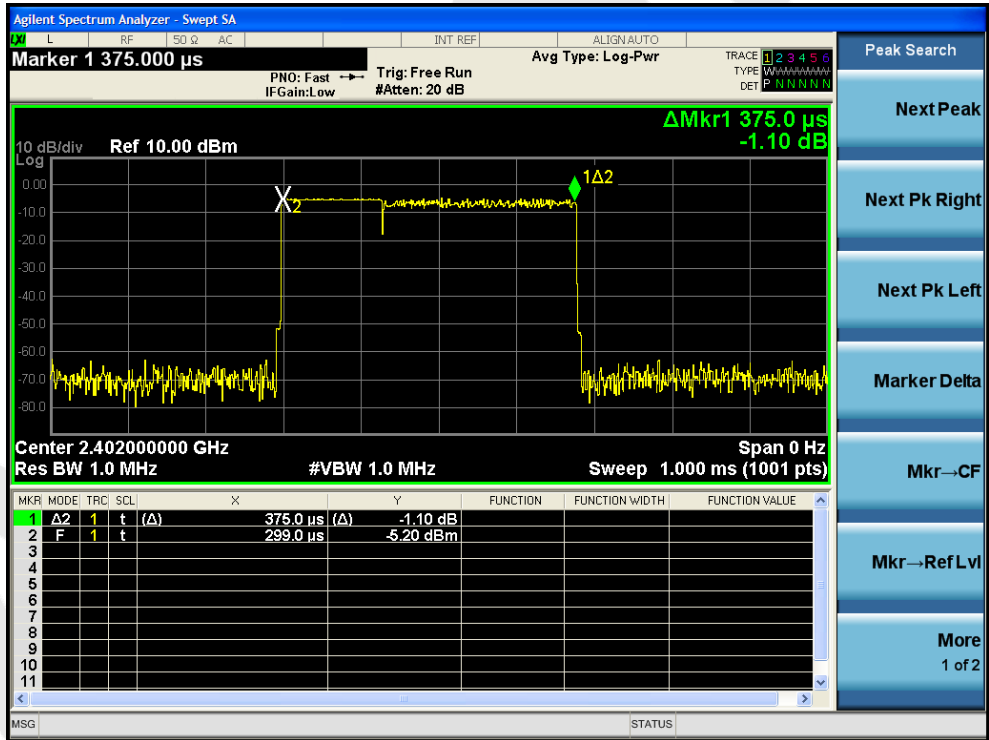 Agilent Spectrum Analyzer - Swept SA
LXI L RF 50 Ω AC INT REF ALIGN AUTO
Marker 1 375.000 µs
PNO: Fast
IFGain:Low
Trig: Free Run
#Atten: 20 dB
Avg Type: Log-Pwr
TRACE 1 2 3 4 5 6
TYPE WWWWWW
DET P N N N N N
ΔMkr1 375.0 µs
-1.10 dB
10 dB/div Ref 10.00 dBm
Log
0.00
-10.0
-20.0
-30.0
-40.0
-50.0
-60.0
-70.0
-80.0
X2
1Δ2
Center 2.402000000 GHz Span 0 Hz
Res BW 1.0 MHz #VBW 1.0 MHz Sweep 1.000 ms (1001 pts)
MKR MODE TRC SCL X Y FUNCTION FUNCTION WIDTH FUNCTION VALUE
1 Δ2 1 t (Δ) 375.0 µs (Δ) -1.10 dB
2 F 1 t 299.0 µs -5.20 dBm
3
4
5
6
7
8
9
10
11
MSG STATUS
Peak Search
Next Peak
Next Pk Right
Next Pk Left
Marker Delta
Mkr→CF
Mkr→Ref Lvl
More
1 of 2